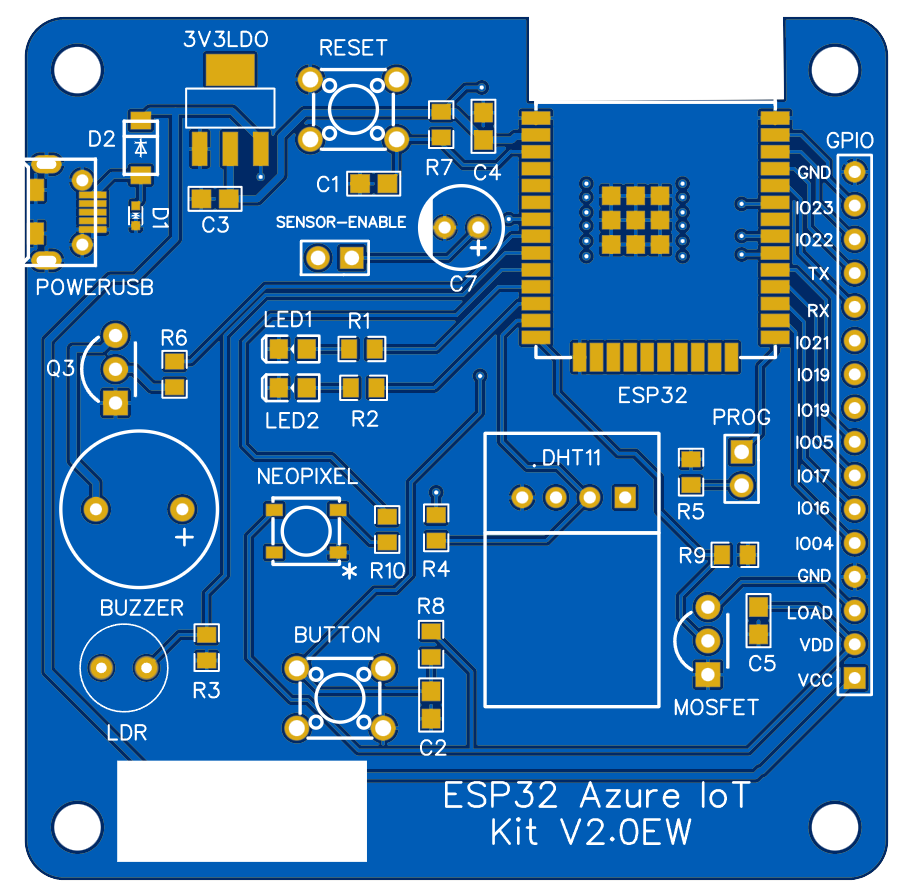 3V3LDO
RESET
D2
R7
C4
GPIO
C1
GND
D1
C3
SENSOR-ENABLE
IO23
IO22
+
C7
TX
POWERUSB
RX
LED1
R1
R6
IO21
Q3
IO19
ESP32
LED2
R2
PROG
IO19
IO05
.DHT11
NEOPIXEL
IO17
R5
IO16
+
IO04
*
R10
R4
R9
GND
BUZZER
R8
LOAD
BUTTON
VDD
C5
R3
VCC
MOSFET
LDR
C2
ESP32 Azure IoT
Kit V2.0EW